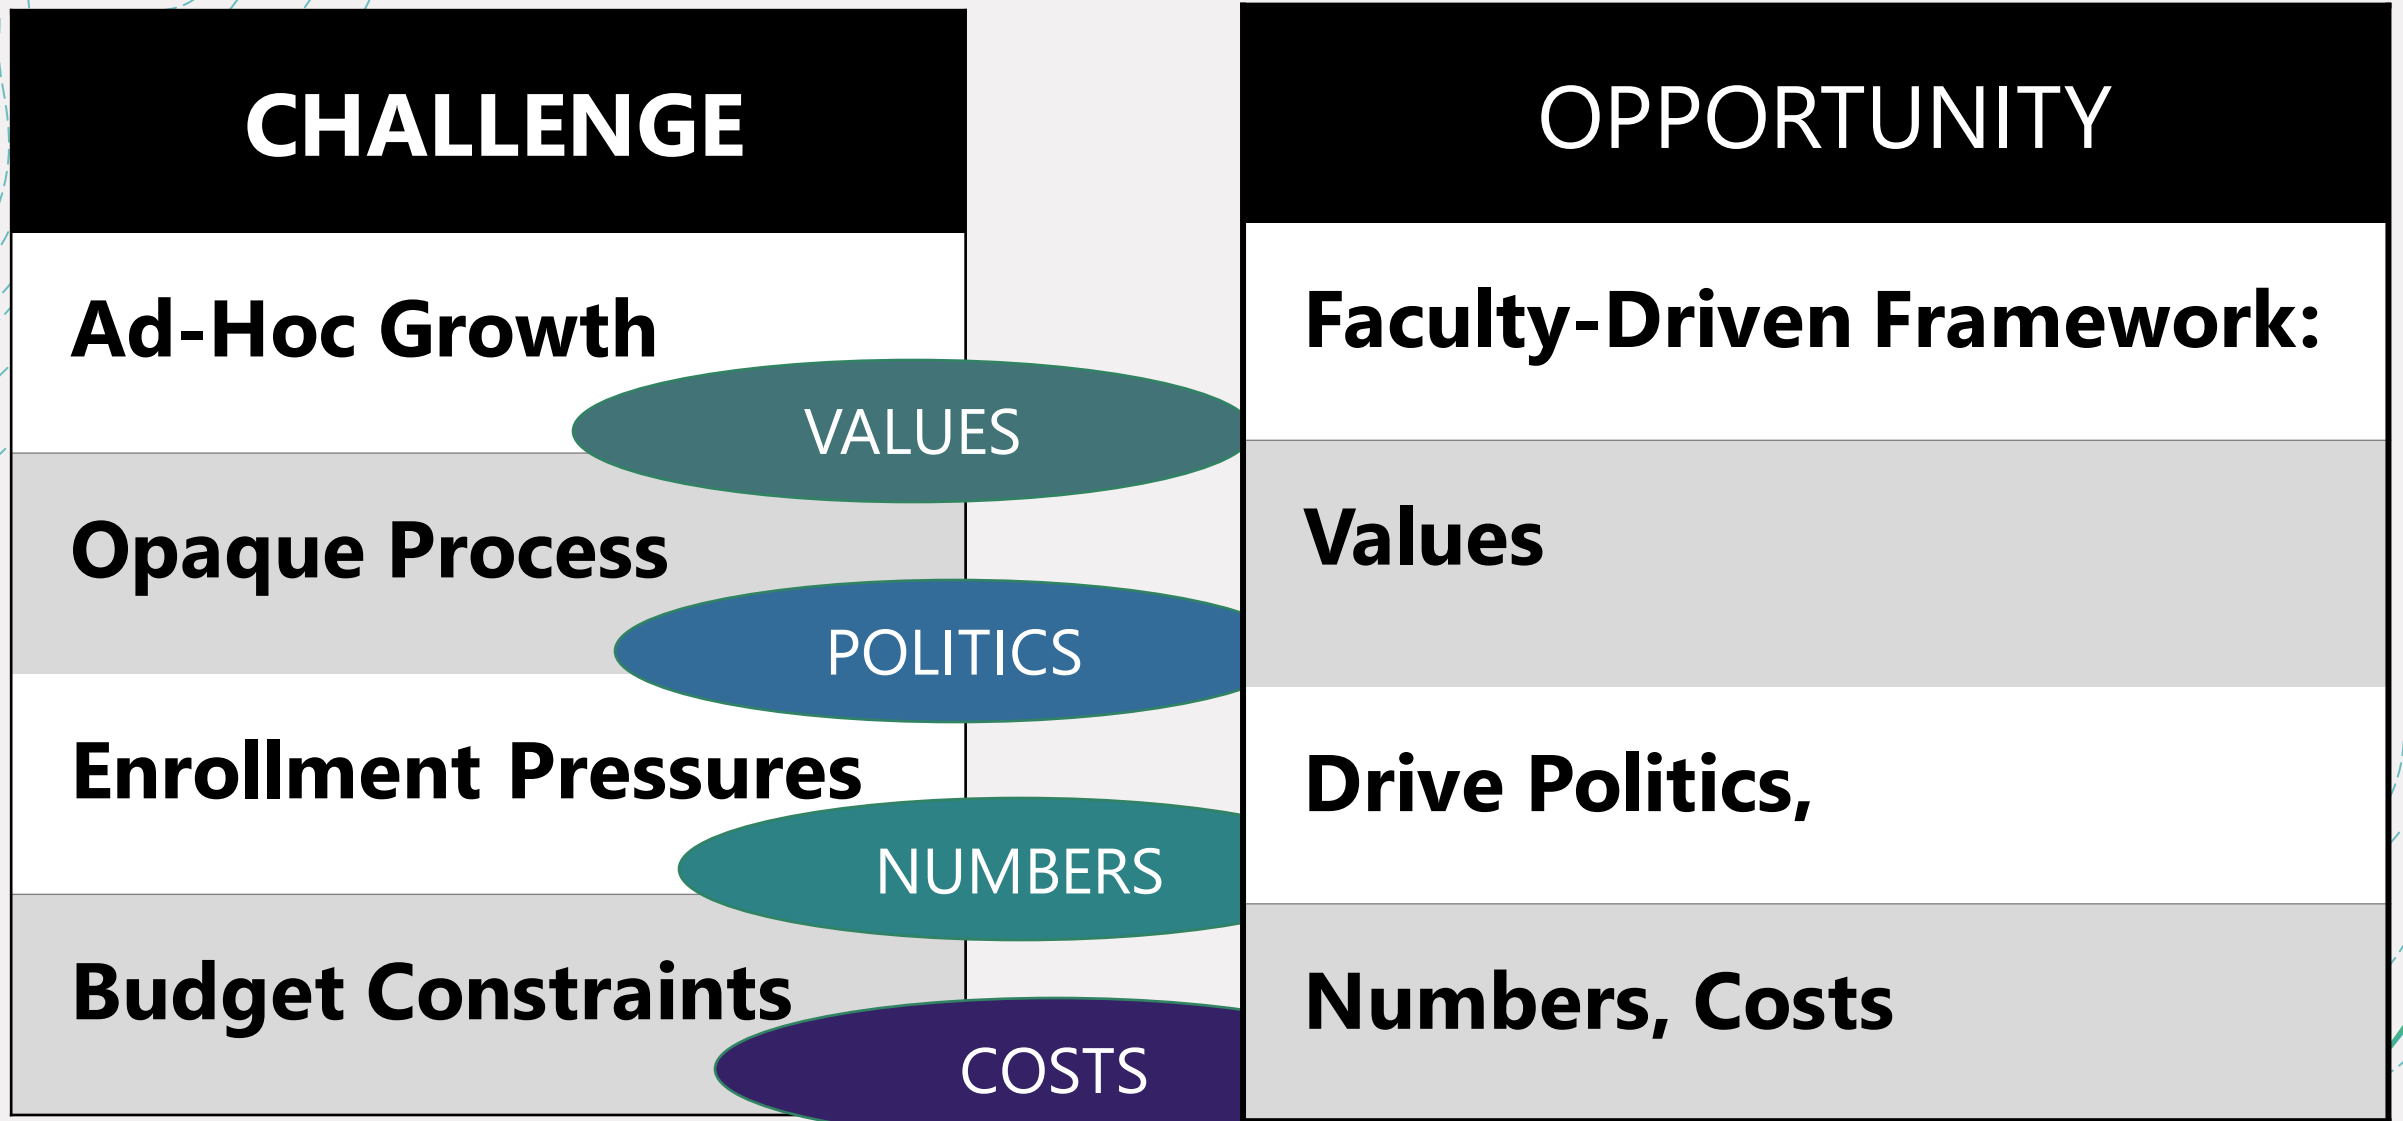 CHALLENGE
Ad-Hoc Growth
Opaque Process
Enrollment Pressures
Budget Constraints
VALUES
POLITICS
NUMBERS
COSTS
OPPORTUNITY
Faculty-Driven Framework:
Values
Drive Politics,
Numbers, Costs